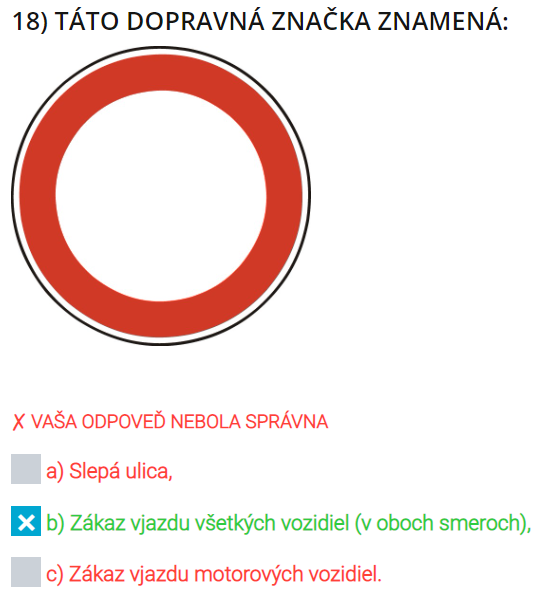 18) TÁTO DOPRAVNÁ ZNAČKA ZNAMENÁ:
✗ VAŠA ODPOVEĎ NEBOLA SPRÁVNA
a) Slepá ulica,
b) Zákaz vjazdu všetkých vozidiel (v oboch smeroch),
c) Zákaz vjazdu motorových vozidiel.